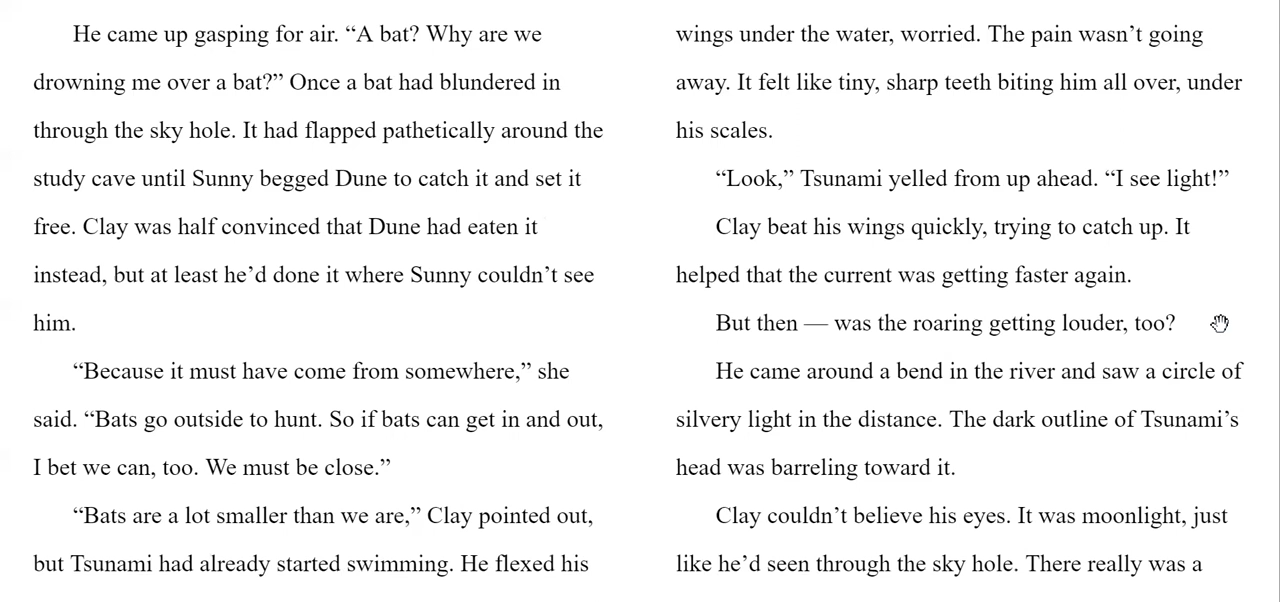 He came up gasping for air. “A bat? Why are we
drowning me over a bat?” Once a bat had blundered in
through the sky hole. It had flapped pathetically around the
study cave until Sunny begged Dune to catch it and set it
free. Clay was half convinced that Dune had eaten it
instead, but at least he’d done it where Sunny couldn’t see
him.
“Because it must have come from somewhere,” she
said. “Bats go outside to hunt. So if bats can get in and out,
I bet we can, too. We must be close.”
“Bats are a lot smaller than we are,” Clay pointed out,
but Tsunami had already started swimming. He flexed his
wings under the water, worried. The pain wasn’t going
away. It felt like tiny, sharp teeth biting him all over, under
his scales.
“Look,” Tsunami yelled from up ahead. “I see light!”
Clay beat his wings quickly, trying to catch up. It
helped that the current was getting faster again.
But then — was the roaring getting louder, too?
He came around a bend in the river and saw a circle of
silvery light in the distance. The dark outline of Tsunami’s
head was barreling toward it.
Clay couldn’t believe his eyes. It was moonlight, just
like he’d seen through the sky hole. There really was a